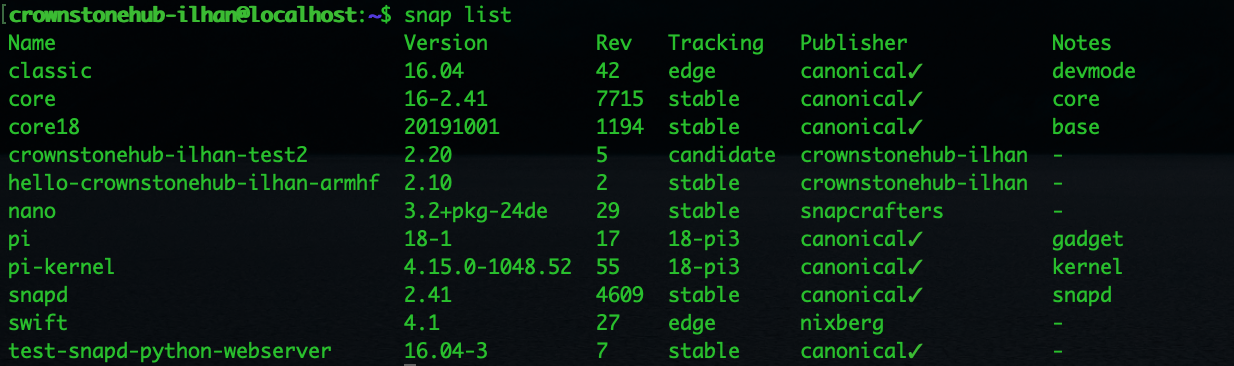 [crownstonehub-ilhan@localhost:~$ snap list
Name Version Rev Tracking Publisher Notes
classic 16.04 42 edge canonical✓ devmode
core 16-2.41 7715 stable canonical✓ core
core18 20191001 1194 stable canonical✓ base
crownstonehub-ilhan-test2 2.20 5 candidate crownstonehub-ilhan -
hello-crownstonehub-ilhan-armhf 2.10 2 stable crownstonehub-ilhan -
nano 3.2+pkg-24de 29 stable snapcrafters -
pi 18-1 17 18-pi3 canonical✓ gadget
pi-kernel 4.15.0-1048.52 55 18-pi3 canonical✓ kernel
snapd 2.41 4609 stable canonical✓ snapd
swift 4.1 27 edge nixberg -
test-snapd-python-webserver 16.04-3 7 stable canonical✓ -